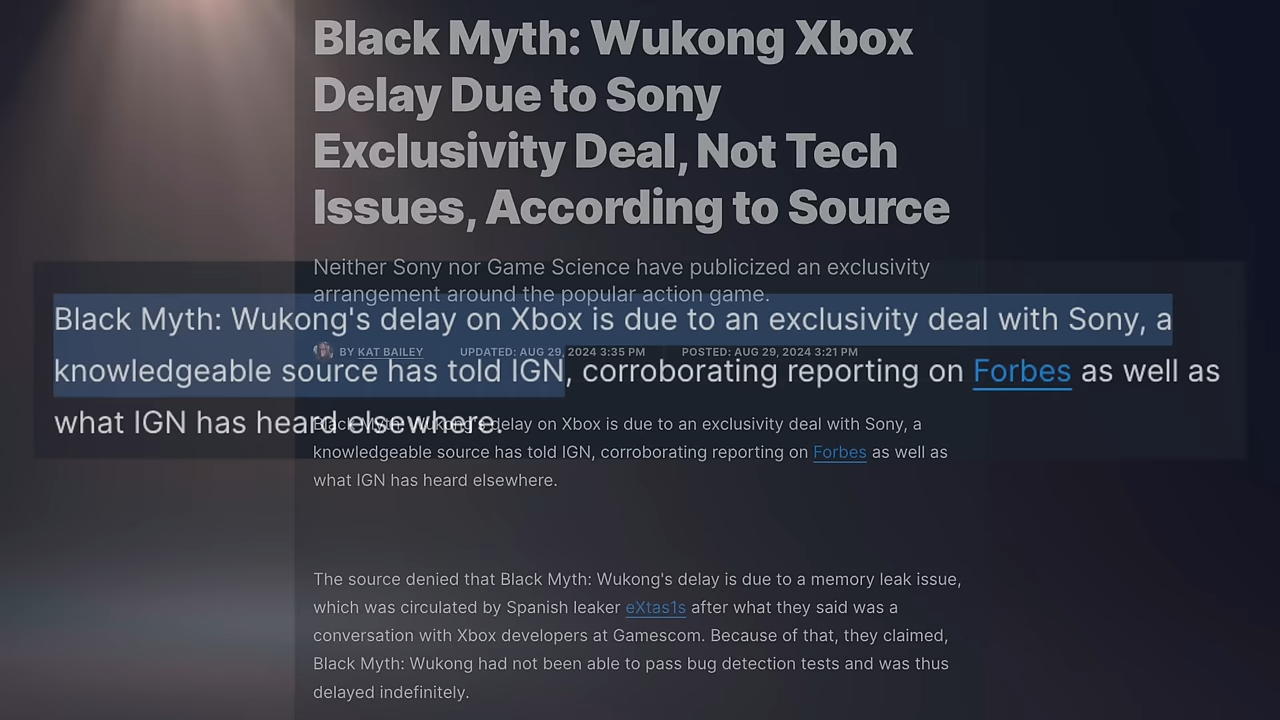 Black Myth: Wukong Xbox
Delay Due to Sony
Exclusivity Deal, Not Tech
Issues, According to Source
Neither Sony nor Game Science have publicized an exclusivity
arrangement around the popular action game.
Black Myth: Wukong's delay on Xbox is due to an exclusivity deal with Sony, a
knowledgeable source has told IGN, corroborating reporting on Forbes as well as
what IGN has heard elsewhere.
BY KAT BAILEY UPDATED: AUG 29, 2024 3:35 PM POSTED: AUG 29, 2024 3:21 PM
Black Myth: Wukong's delay on Xbox is due to an exclusivity deal with Sony, a
knowledgeable source has told IGN, corroborating reporting on Forbes as well as
what IGN has heard elsewhere.
The source denied that Black Myth: Wukong's delay is due to a memory leak issue,
which was circulated by Spanish leaker eXtas1s after what they said was a
conversation with Xbox developers at Gamescom. Because of that, they claimed,
Black Myth: Wukong had not been able to pass bug detection tests and was thus
delayed indefinitely.